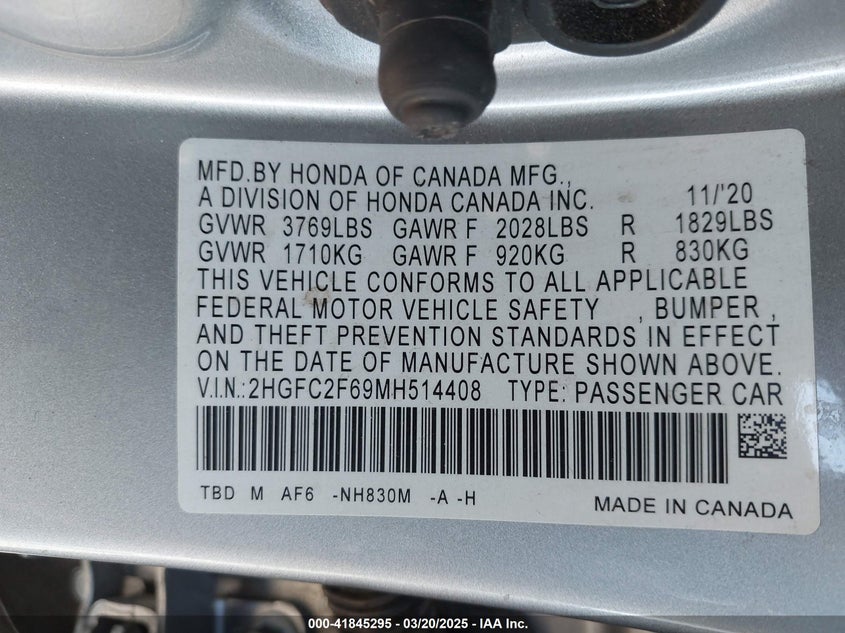 MFD.BY HONDA OF CANADA MFG.,
A DIVISION OF HONDA CANADA INC. 11/'20
GVWR 3769LBS GAWR F 2028LBS R 1829LBS
GVWR 1710KG GAWR F 920KG R 830KG
THIS VEHICLE CONFORMS TO ALL APPLICABLE
FEDERAL MOTOR VEHICLE SAFETY , BUMPER ,
AND THEFT PREVENTION STANDARDS IN EFFECT
ON THE DATE OF MANUFACTURE SHOWN ABOVE.
V.I.N.:2HGFC2F69MH514408 TYPE: PASSENGER CAR
TBD M AF6 -NH830M -A -H
MADE IN CANADA
000-41845295 - 03/20/2025 - IAA Inc.